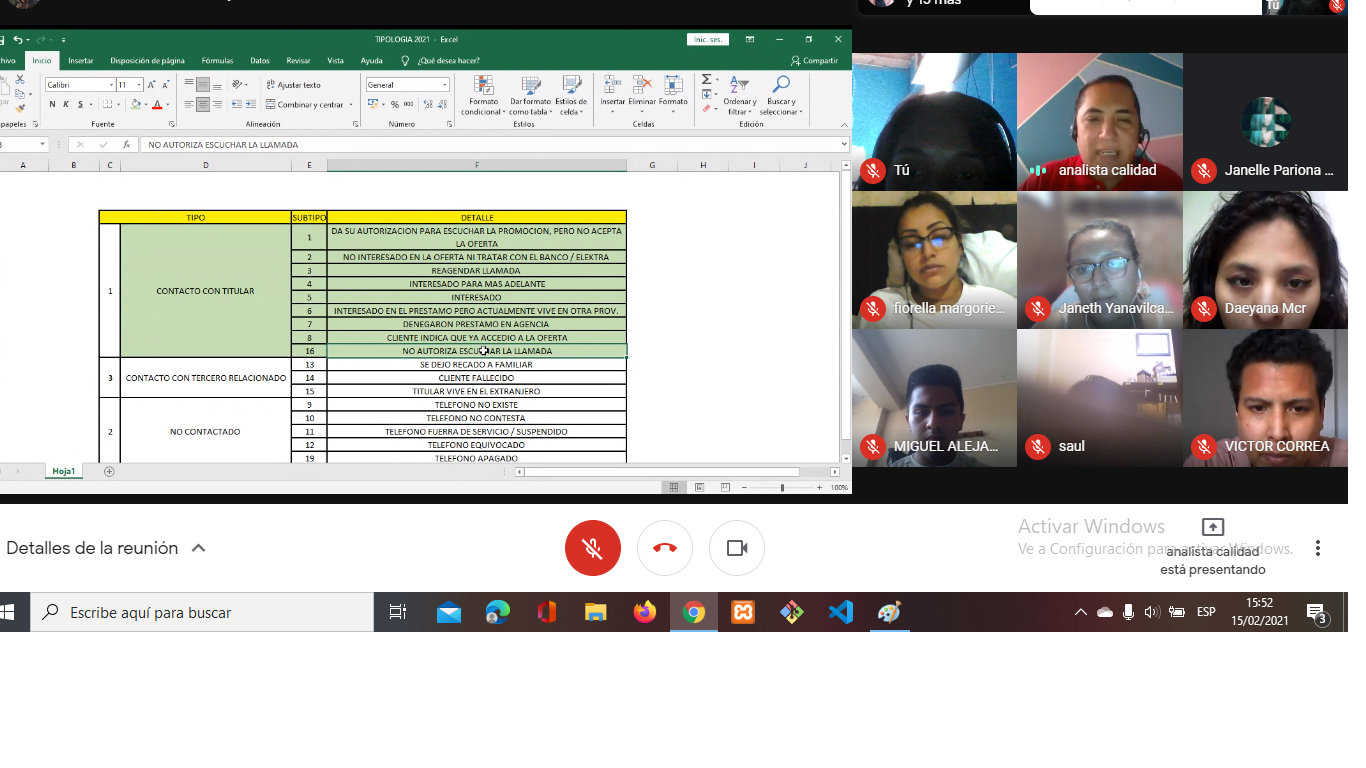 y 15 más
Tú
TIPOLOGIA 2021 - Excel
Inic. ses.
Inicio
Insertar
Disposición de página
Fórmulas
Datos
Revisar
Vista
Ayuda
¿Qué desea hacer?
Compartir
Calibri
11
Ajustar texto
General
Combinar y centrar
N K S
Formato condicional
Dar formato como tabla
Estilos de celda
Insertar
Eliminar
Formato
Ordenar y filtrar
Buscar y seleccionar
Fuente
Alineación
Número
Estilos
Celdas
Edición
fx NO AUTORIZA ESCUCHAR LA LLAMADA
A B C D E F G H I J
TIPO SUBTIPO DETALLE
1 CONTACTO CON TITULAR
1 DA SU AUTORIZACION PARA ESCUCHAR LA PROMOCION, PERO NO ACEPTA
LA OFERTA
2 NO INTERESADO EN LA OFERTA NI TRATAR CON EL BANCO / ELEKTRA
3 REAGENDAR LLAMADA
4 INTERESADO PARA MAS ADELANTE
5 INTERESADO
6 INTERESADO EN EL PRESTAMO PERO ACTUALMENTE VIVE EN OTRA PROV.
7 DENEGARON PRESTAMO EN AGENCIA
8 CLIENTE INDICA QUE YA ACCEDIO A LA OFERTA
16 NO AUTORIZA ESCUCHAR LA LLAMADA
3 CONTACTO CON TERCERO RELACIONADO
13 SE DEJO RECADO A FAMILIAR
14 CLIENTE FALLECIDO
15 TITULAR VIVE EN EL EXTRANJERO
2 NO CONTACTADO
9 TELEFONO NO EXISTE
10 TELEFONO NO CONTESTA
11 TELEFONO FUERRA DE SERVICIO / SUSPENDIDO
12 TELEFONO EQUIVOCADO
19 TELEFONO APAGADO
Hoja1
100%
Tú
analista calidad
Janelle Pariona ...
fiorella margorie...
Janeth Yanavilca...
Daeyana Mcr
MIGUEL ALEJA...
saul
VICTOR CORREA
Detalles de la reunión
Activar Windows
Ve a Configuración para activar Windows.
analista calidad
está presentando
Escribe aquí para buscar
ESP
15:52
15/02/2021
3